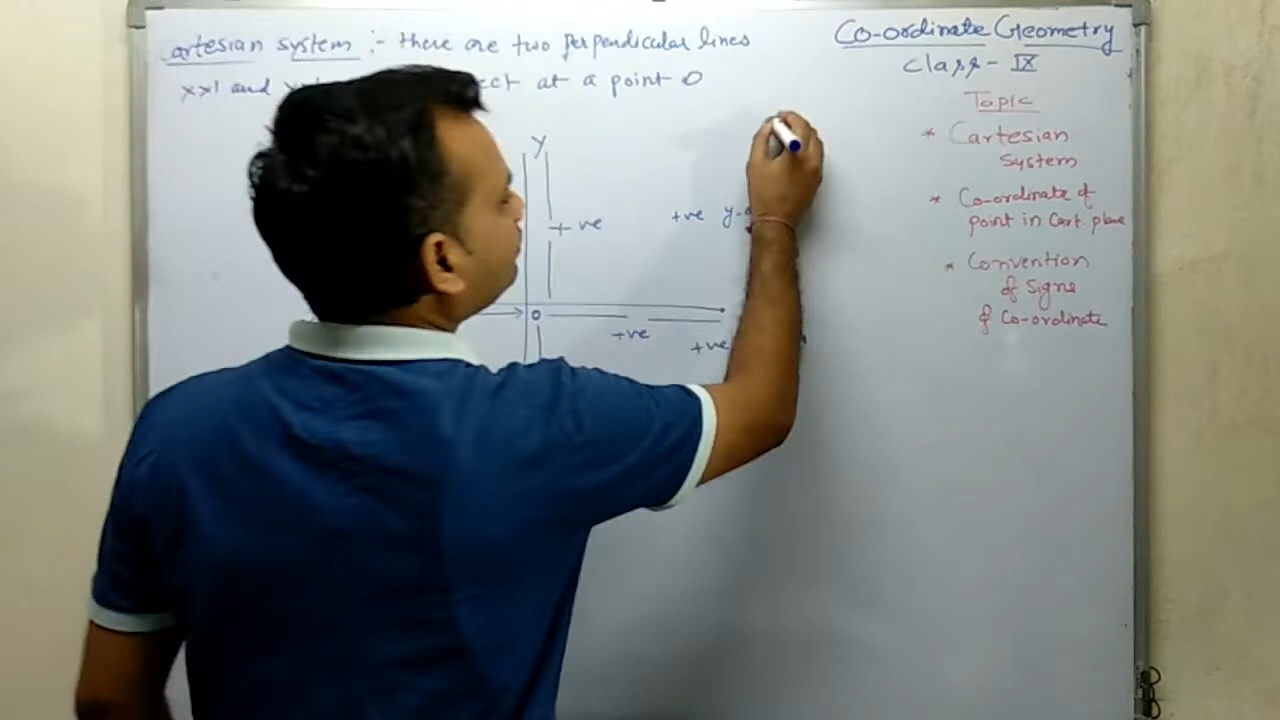 Cartesian system :- there are two perpendicular lines
xx' and
at a point O
Co-ordinate Geometry
Class - IX
Topic
* Cartesian
System
* Co-ordinate of
point in Cart. plane
* Convention
of Signs
of Co-ordinate
Y
+ve
+ve
O
+ve
+ve